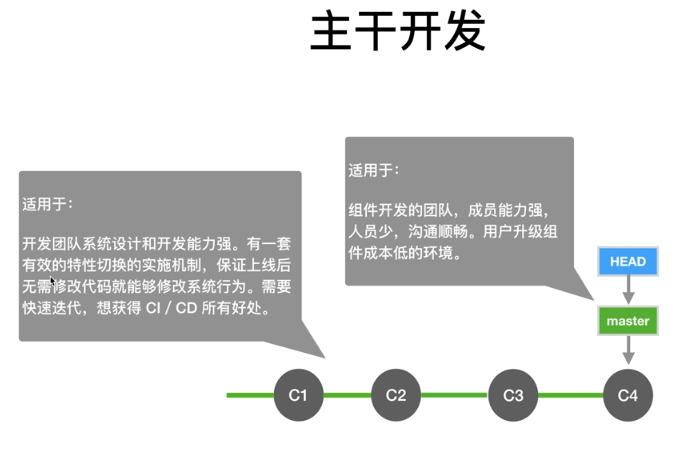 主干开发
适用于：
开发团队系统设计和开发能力强。有一套
有效的特性切换的实施机制，保证上线后
无需修改代码就能够修改系统行为。需要
快速迭代，想获得 CI / CD 所有好处。
适用于：
组件开发的团队，成员能力强，
人员少，沟通顺畅。用户升级组
件成本低的环境。
HEAD
master
C1
C2
C3
C4